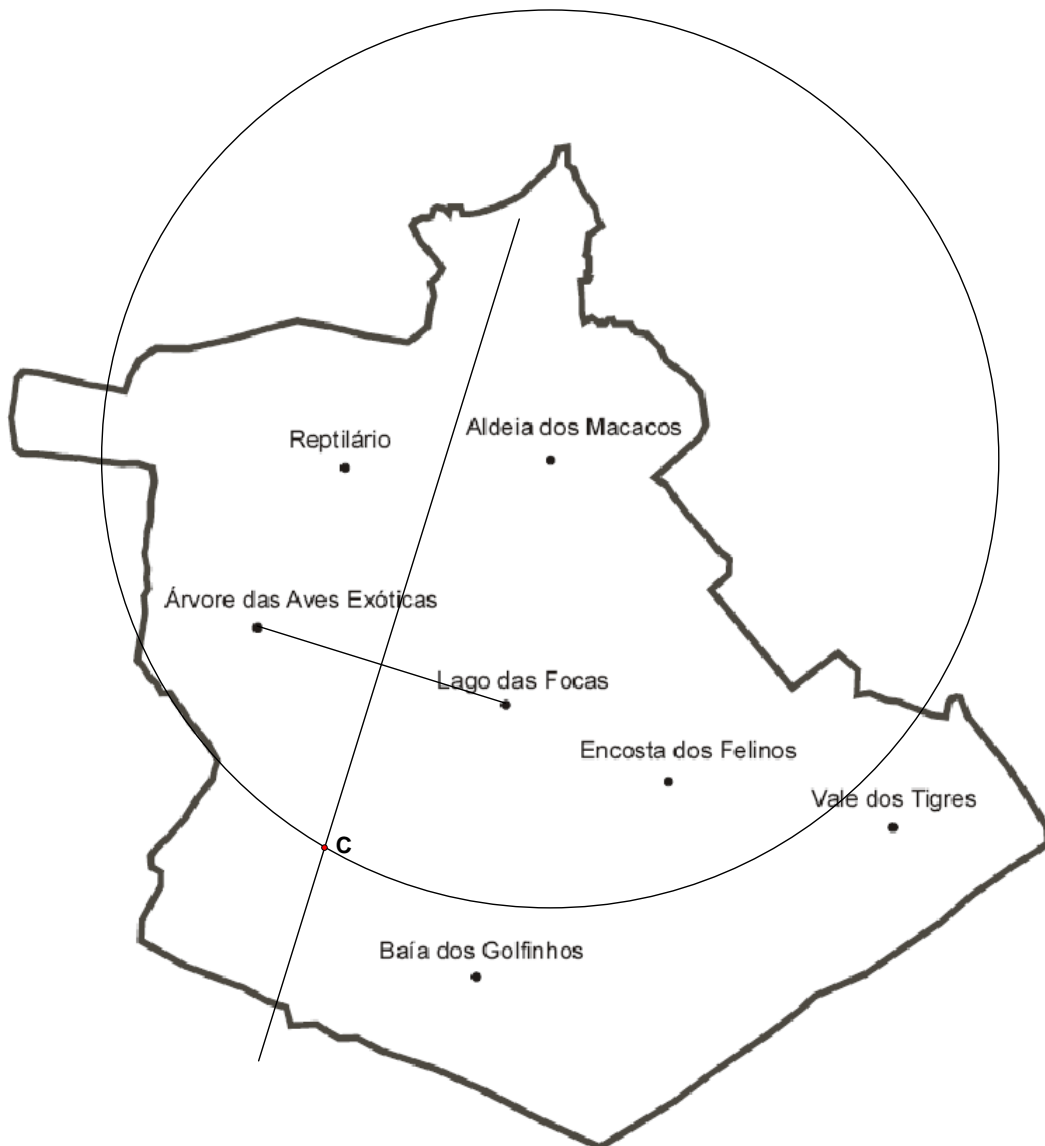 Aldeia dos Macacos
Reptilário
Árvore das Aves Exóticas
Lago das Focas
Encosta dos Felinos
Vale dos Tigres
C
Baía dos Golfinhos